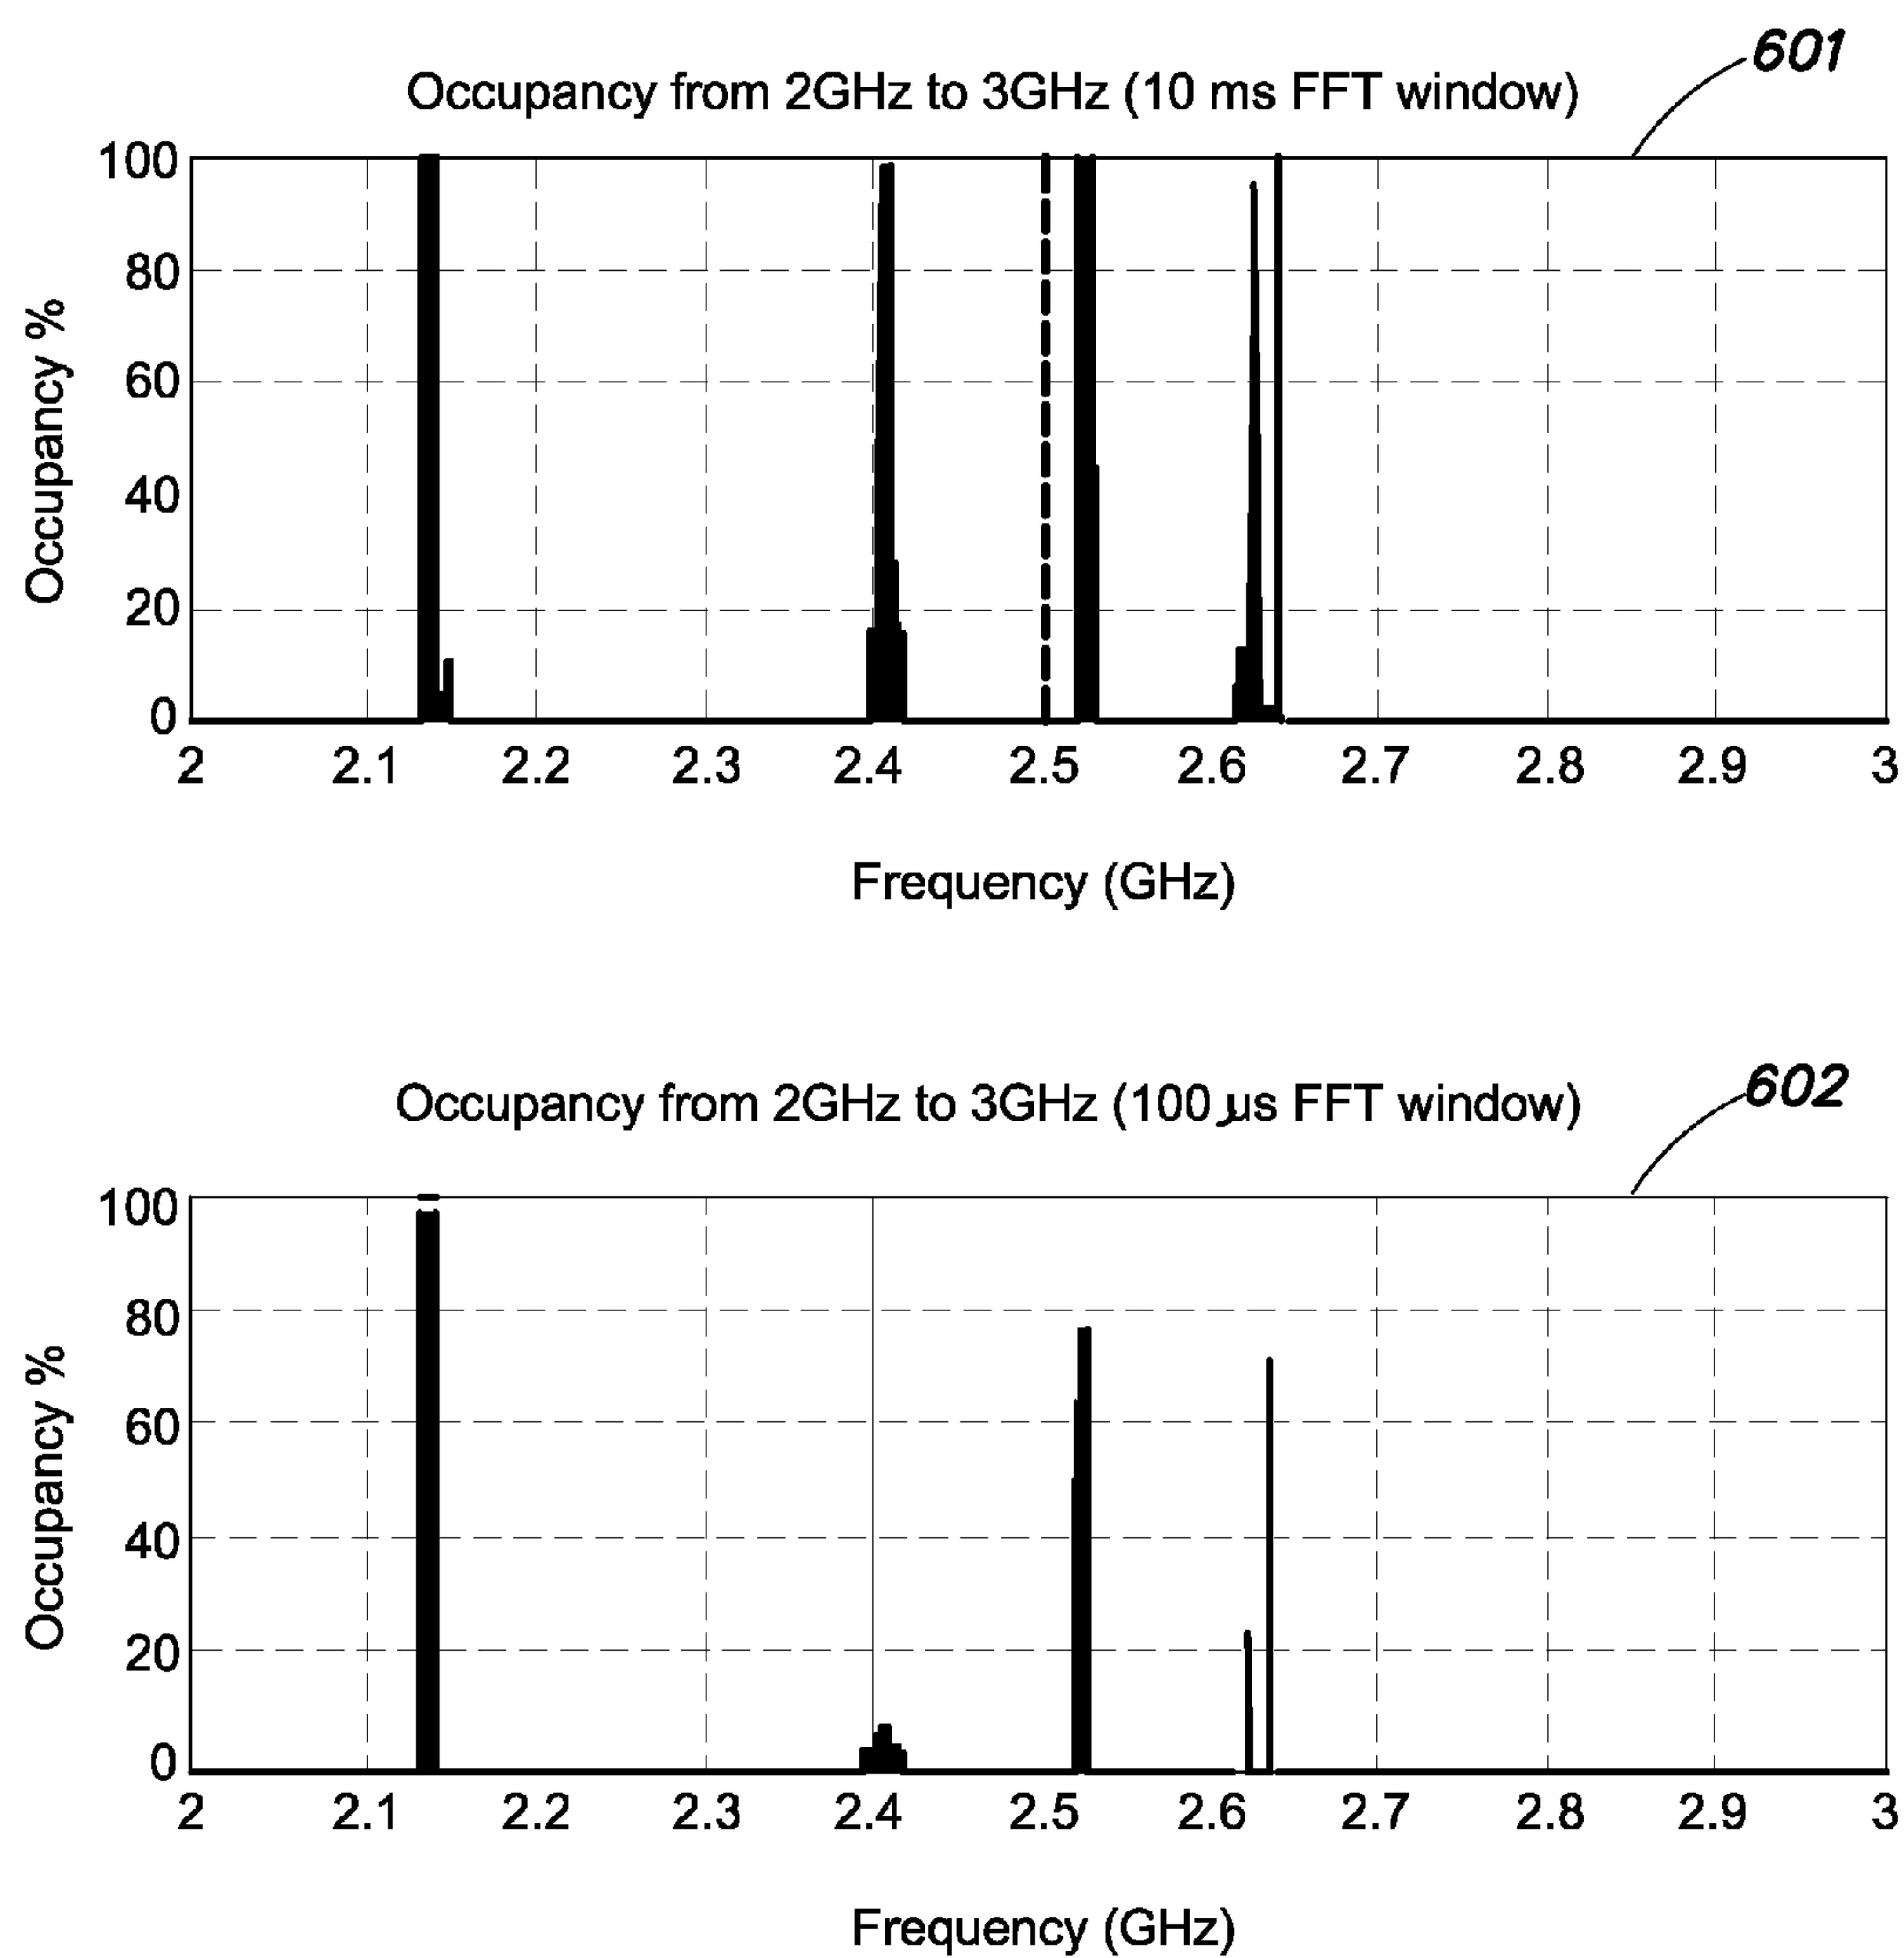 601
Occupancy from 2GHz to 3GHz (10 ms FFT window)
Occupancy %
100
80
60
40
20
0
2 2.1 2.2 2.3 2.4 2.5 2.6 2.7 2.8 2.9 3
Frequency (GHz)
602
Occupancy from 2GHz to 3GHz (100 µs FFT window)
Occupancy %
100
80
60
40
20
0
2 2.1 2.2 2.3 2.4 2.5 2.6 2.7 2.8 2.9 3
Frequency (GHz)